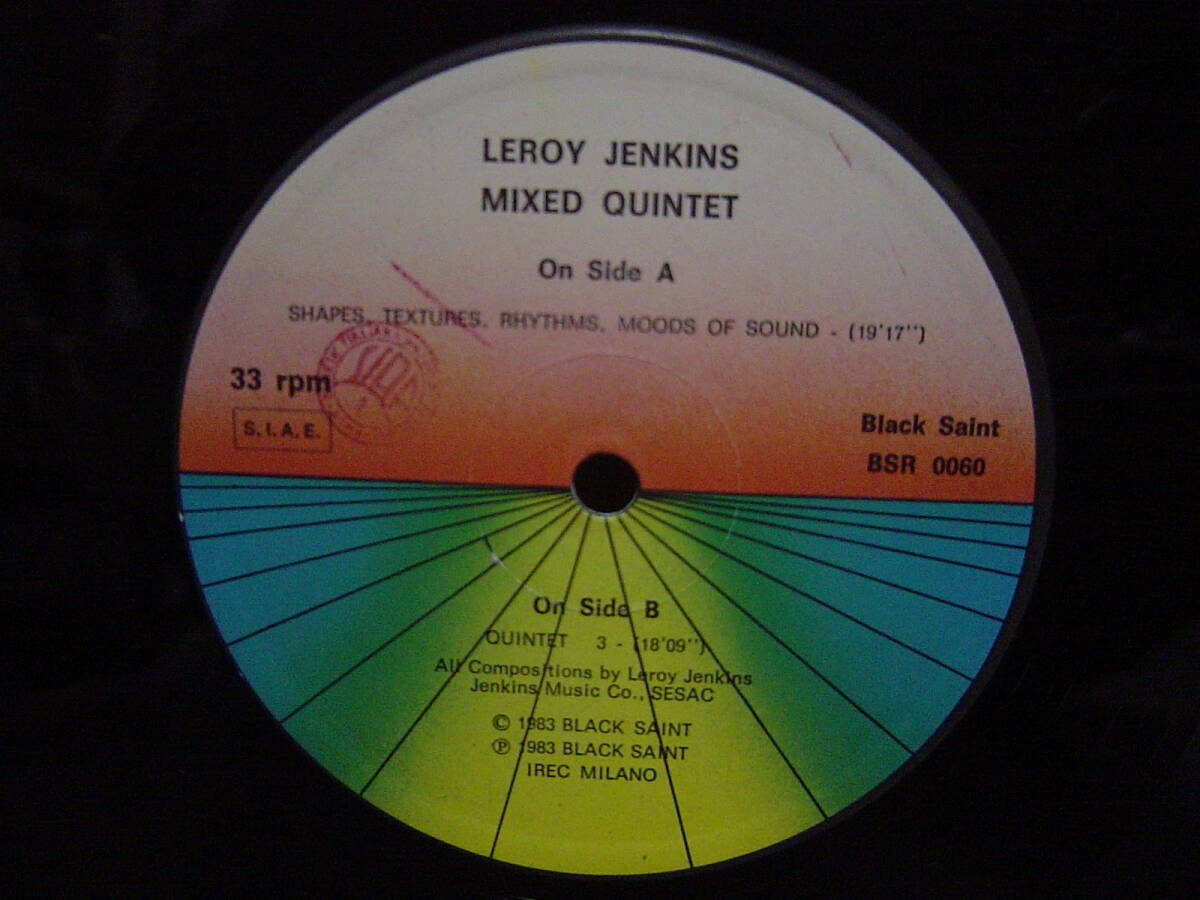 LEROY JENKINS
MIXED QUINTET
On Side A
SHAPES, TEXTURES, RHYTHMS, MOODS OF SOUND - (19'17'')
33 rpm
S.I.A.E.
Black Saint
BSR 0060
On Side B
QUINTET 3 - (18'09'')
All Compositions by Leroy Jenkins
Jenkins Music Co., SESAC
© 1983 BLACK SAINT
℗ 1983 BLACK SAINT
IREC MILANO